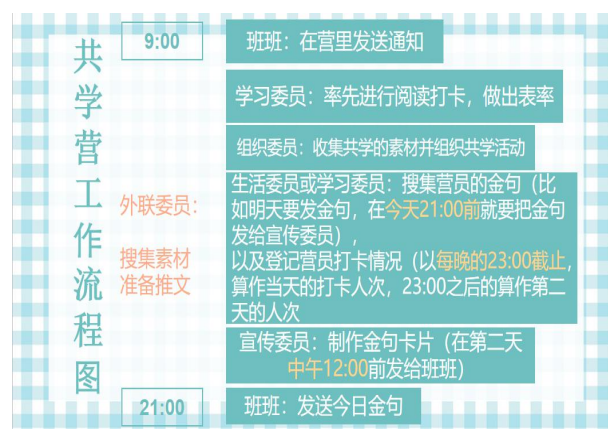 共学营工作流程图
9:00
班班：在营里发送通知
学习委员：率先进行阅读打卡，做出表率
组织委员：收集共学的素材并组织共学活动
外联委员：
搜集素材
准备推文
生活委员或学习委员：搜集营员的金句（比
如明天要发金句，在今天21:00前就要把金句
发给宣传委员），
以及登记营员打卡情况（以每晚的23:00截止，
算作当天的打卡人次，23:00之后的算作第二
天的人次
宣传委员：制作金句卡片（在第二天
中午12:00前发给班班）
21:00
班班：发送今日金句